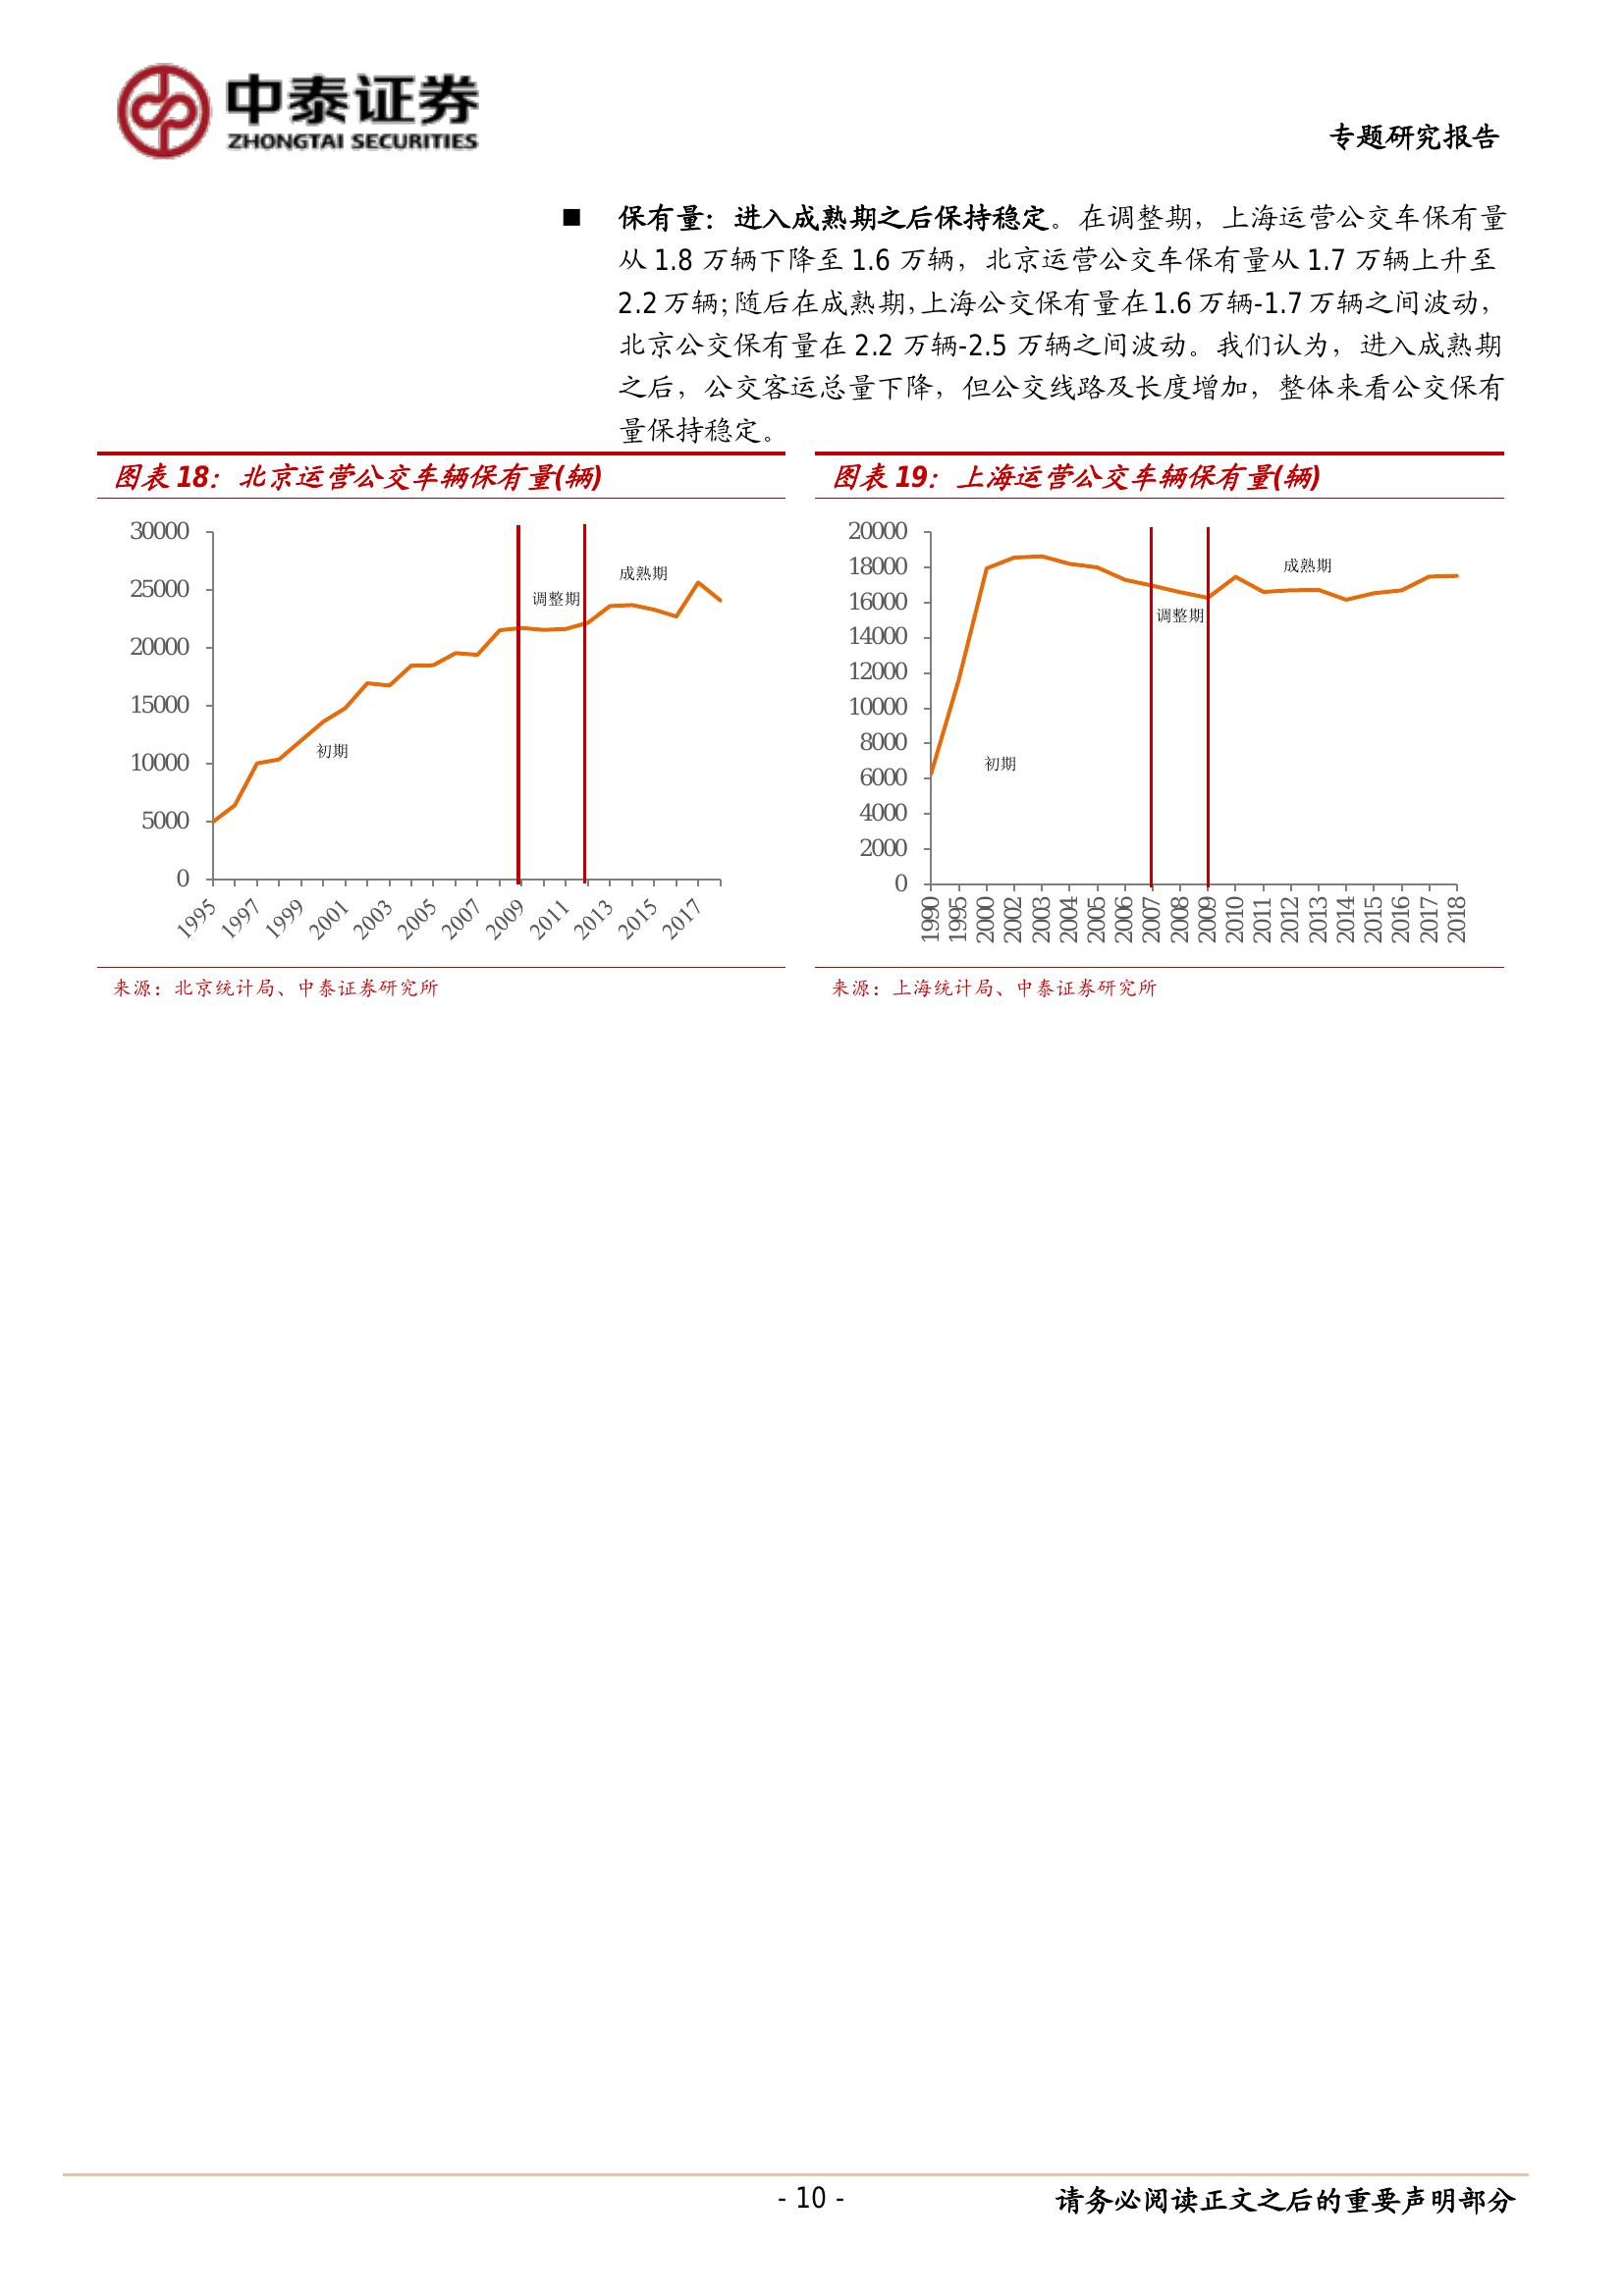 中泰证券
ZHONGTAI SECURITIES
专题研究报告
■ 保有量：进入成熟期之后保持稳定。在调整期，上海运营公交车保有量
从 1.8 万辆下降至 1.6 万辆，北京运营公交车保有量从 1.7 万辆上升至
2.2 万辆；随后在成熟期，上海公交保有量在 1.6 万辆-1.7 万辆之间波动，
北京公交保有量在 2.2 万辆-2.5 万辆之间波动。我们认为，进入成熟期
之后，公交客运总量下降，但公交线路及长度增加，整体来看公交保有
量保持稳定。
图表 18：北京运营公交车辆保有量(辆)
30000
25000
20000
15000
10000
5000
0
初期
调整期
成熟期
1995 1997 1999 2001 2003 2005 2007 2009 2011 2013 2015 2017
来源：北京统计局、中泰证券研究所
图表 19：上海运营公交车辆保有量(辆)
20000
18000
16000
14000
12000
10000
8000
6000
4000
2000
0
初期
调整期
成熟期
1990 1995 2000 2002 2003 2004 2005 2006 2007 2008 2009 2010 2011 2012 2013 2014 2015 2016 2017 2018
来源：上海统计局、中泰证券研究所
- 10 -
请务必阅读正文之后的重要声明部分